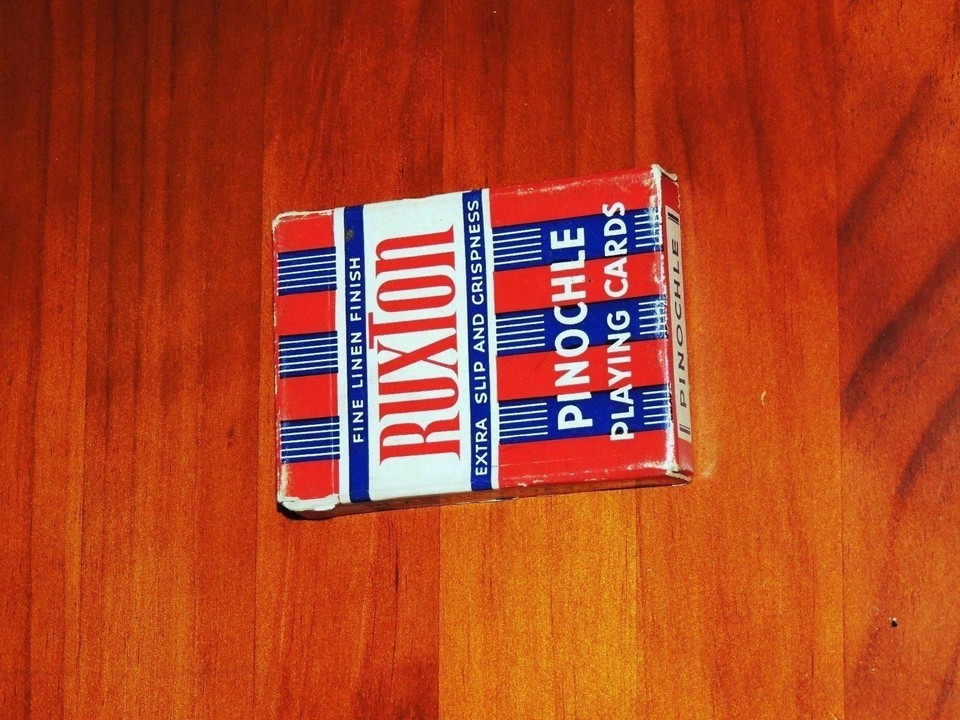 FINE LINEN FINISH
RUXTON
EXTRA SLIP AND CRISPNESS
PINOCHLE
PLAYING CARDS
PINOCHLE